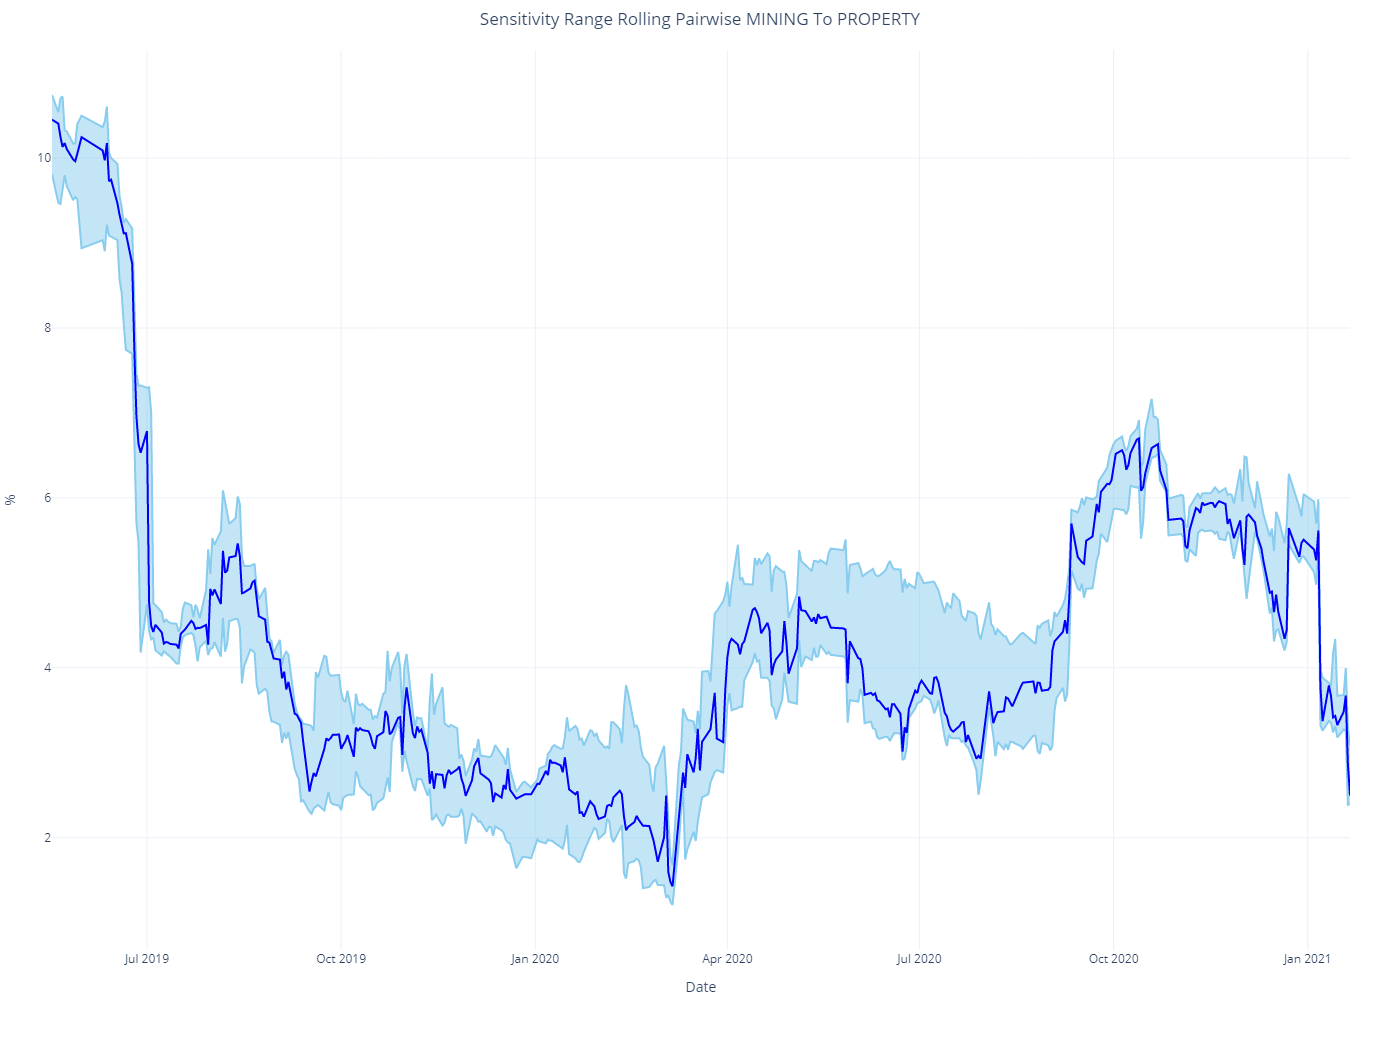 Sensitivity Range Rolling Pairwise MINING To PROPERTY
10
8
6
4
2
%
Jul 2019
Oct 2019
Jan 2020
Apr 2020
Jul 2020
Oct 2020
Jan 2021
Date